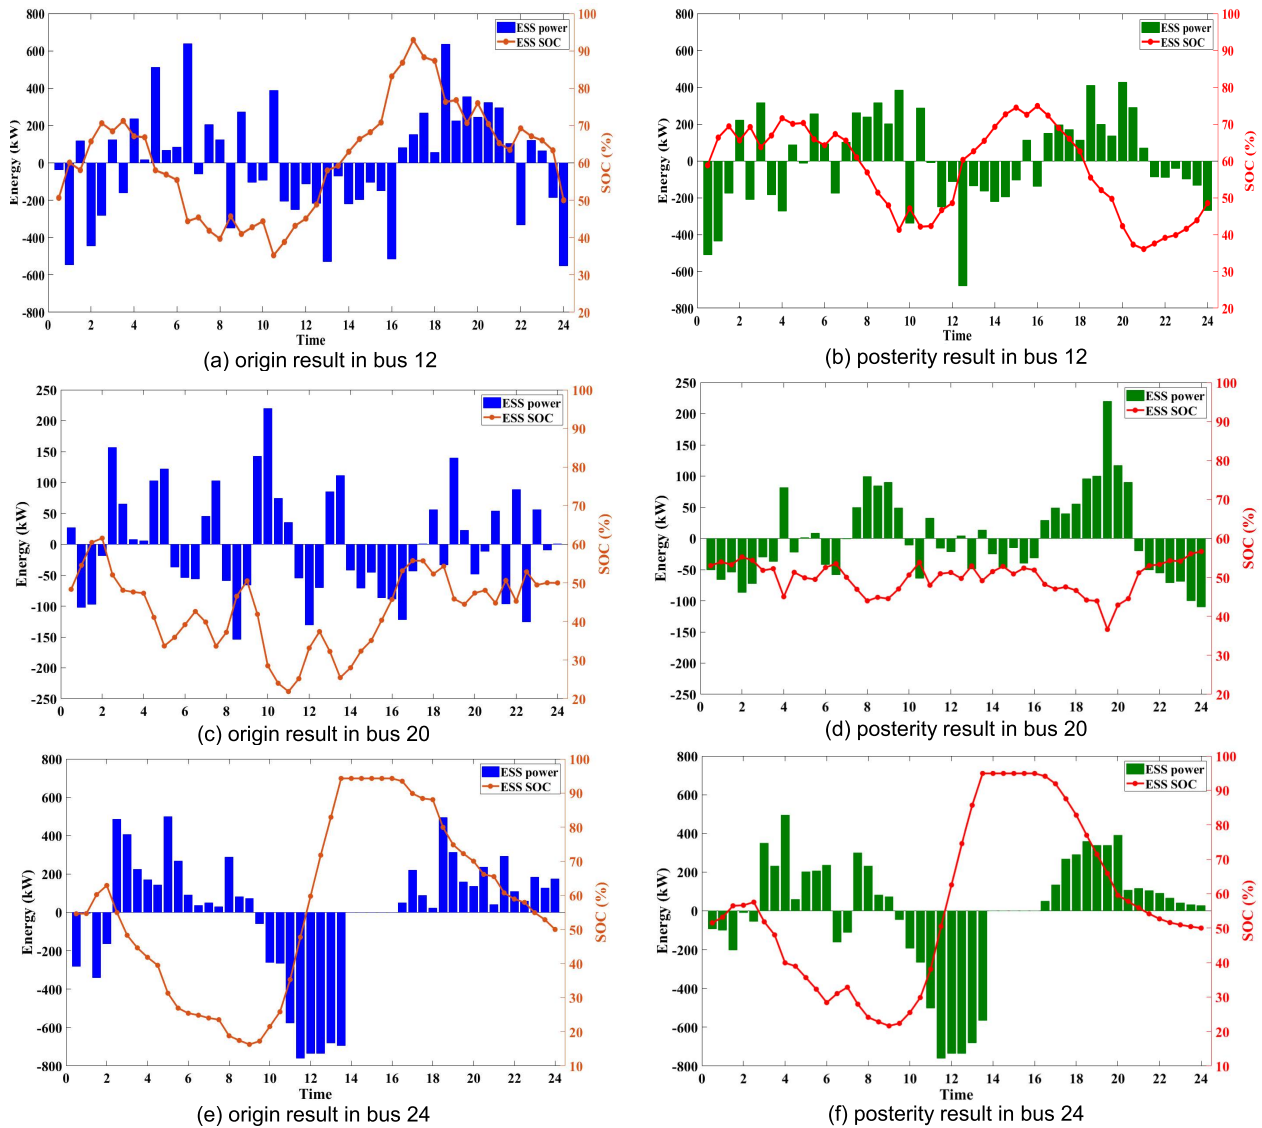 800
600
400
200
0
-200
-400
-600
-800
Energy (kW)
ESS power
ESS SOC
100
90
80
70
60
50
40
30
20
SOC (%)
0 2 4 6 8 10 12 14 16 18 20 22 24
Time
(a) origin result in bus 12
800
600
400
200
0
-200
-400
-600
-800
Energy (kW)
ESS power
ESS SOC
100
90
80
70
60
50
40
30
20
SOC (%)
2 4 6 8 10 12 14 16 18 20 22 24
Time
(b) posterity result in bus 12
250
200
150
100
50
0
-50
-100
-150
-200
-250
Energy (kW)
ESS power
ESS SOC
100
90
80
70
60
50
40
30
20
SOC (%)
0 2 4 6 8 10 12 14 16 18 20 22 24
(c) origin result in bus 20
250
200
150
100
50
0
-50
-100
-150
-200
-250
Energy (kW)
ESS power
ESS SOC
100
90
80
70
60
50
40
30
20
SOC (%)
0 2 4 6 8 10 12 14 16 18 20 22 24
(d) posterity result in bus 20
800
600
400
200
0
-200
-400
-600
-800
Energy (kW)
ESS power
ESS SOC
100
90
80
70
60
50
40
30
20
10
SOC (%)
0 2 4 6 8 10 12 14 16 18 20 22 24
Time
(e) origin result in bus 24
800
600
400
200
0
-200
-400
-600
-800
Energy (kW)
ESS power
ESS SOC
100
90
80
70
60
50
40
30
20
10
SOC (%)
0 2 4 6 8 10 12 14 16 18 20 22 24
Time
(f) posterity result in bus 24